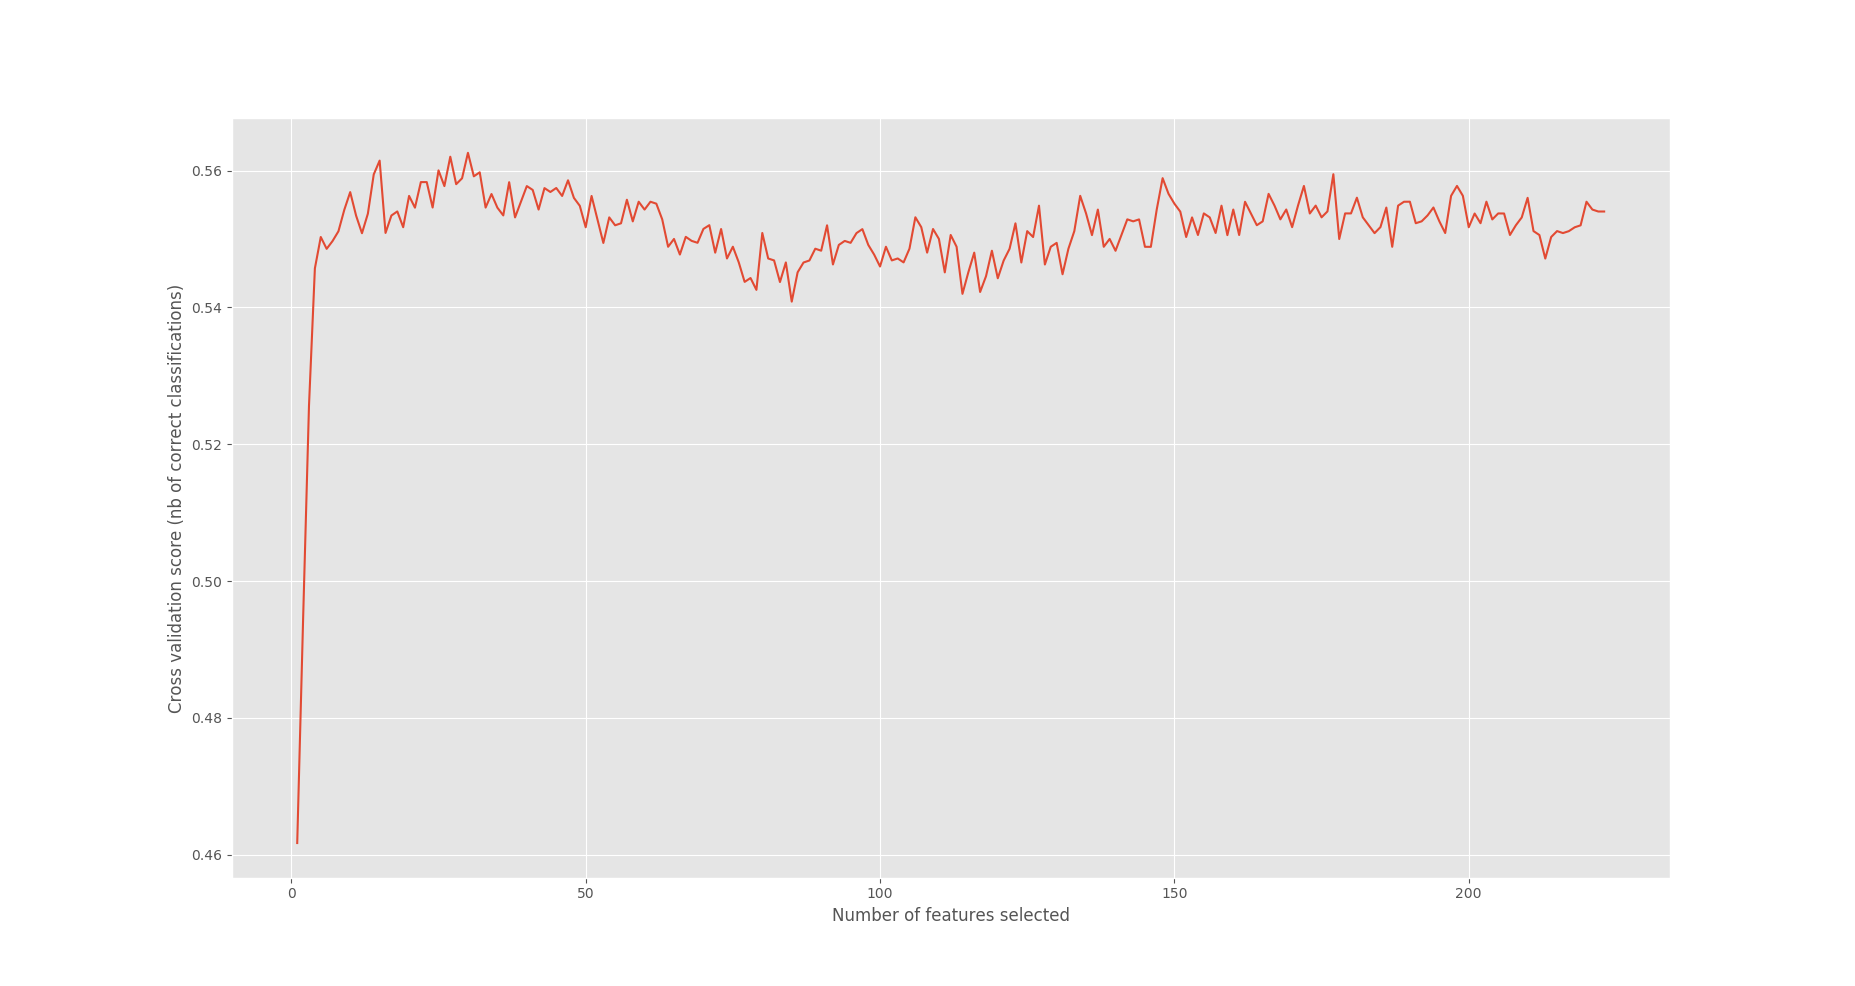 0.56
0.54
0.52
0.50
0.48
0.46
Cross validation score (nb of correct classifications)
0 50 100 150 200
Number of features selected